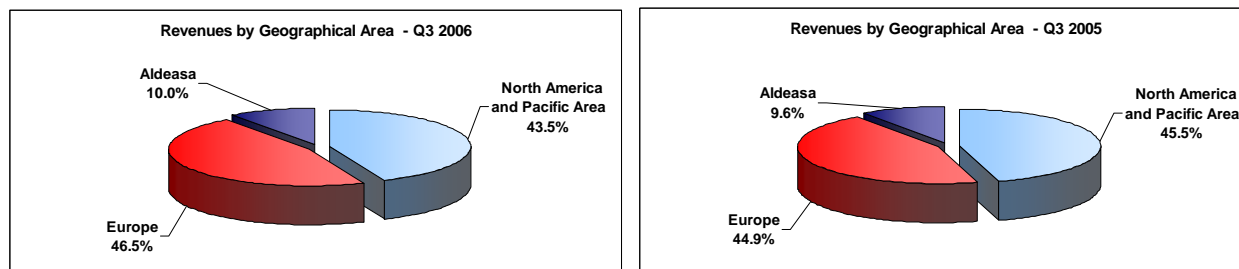 Revenues by Geographical Area - Q3 2006
Aldeasa
10.0%
North America
and Pacific Area
43.5%
Europe
46.5%
Revenues by Geographical Area - Q3 2005
Aldeasa
9.6%
North America
and Pacific Area
45.5%
Europe
44.9%